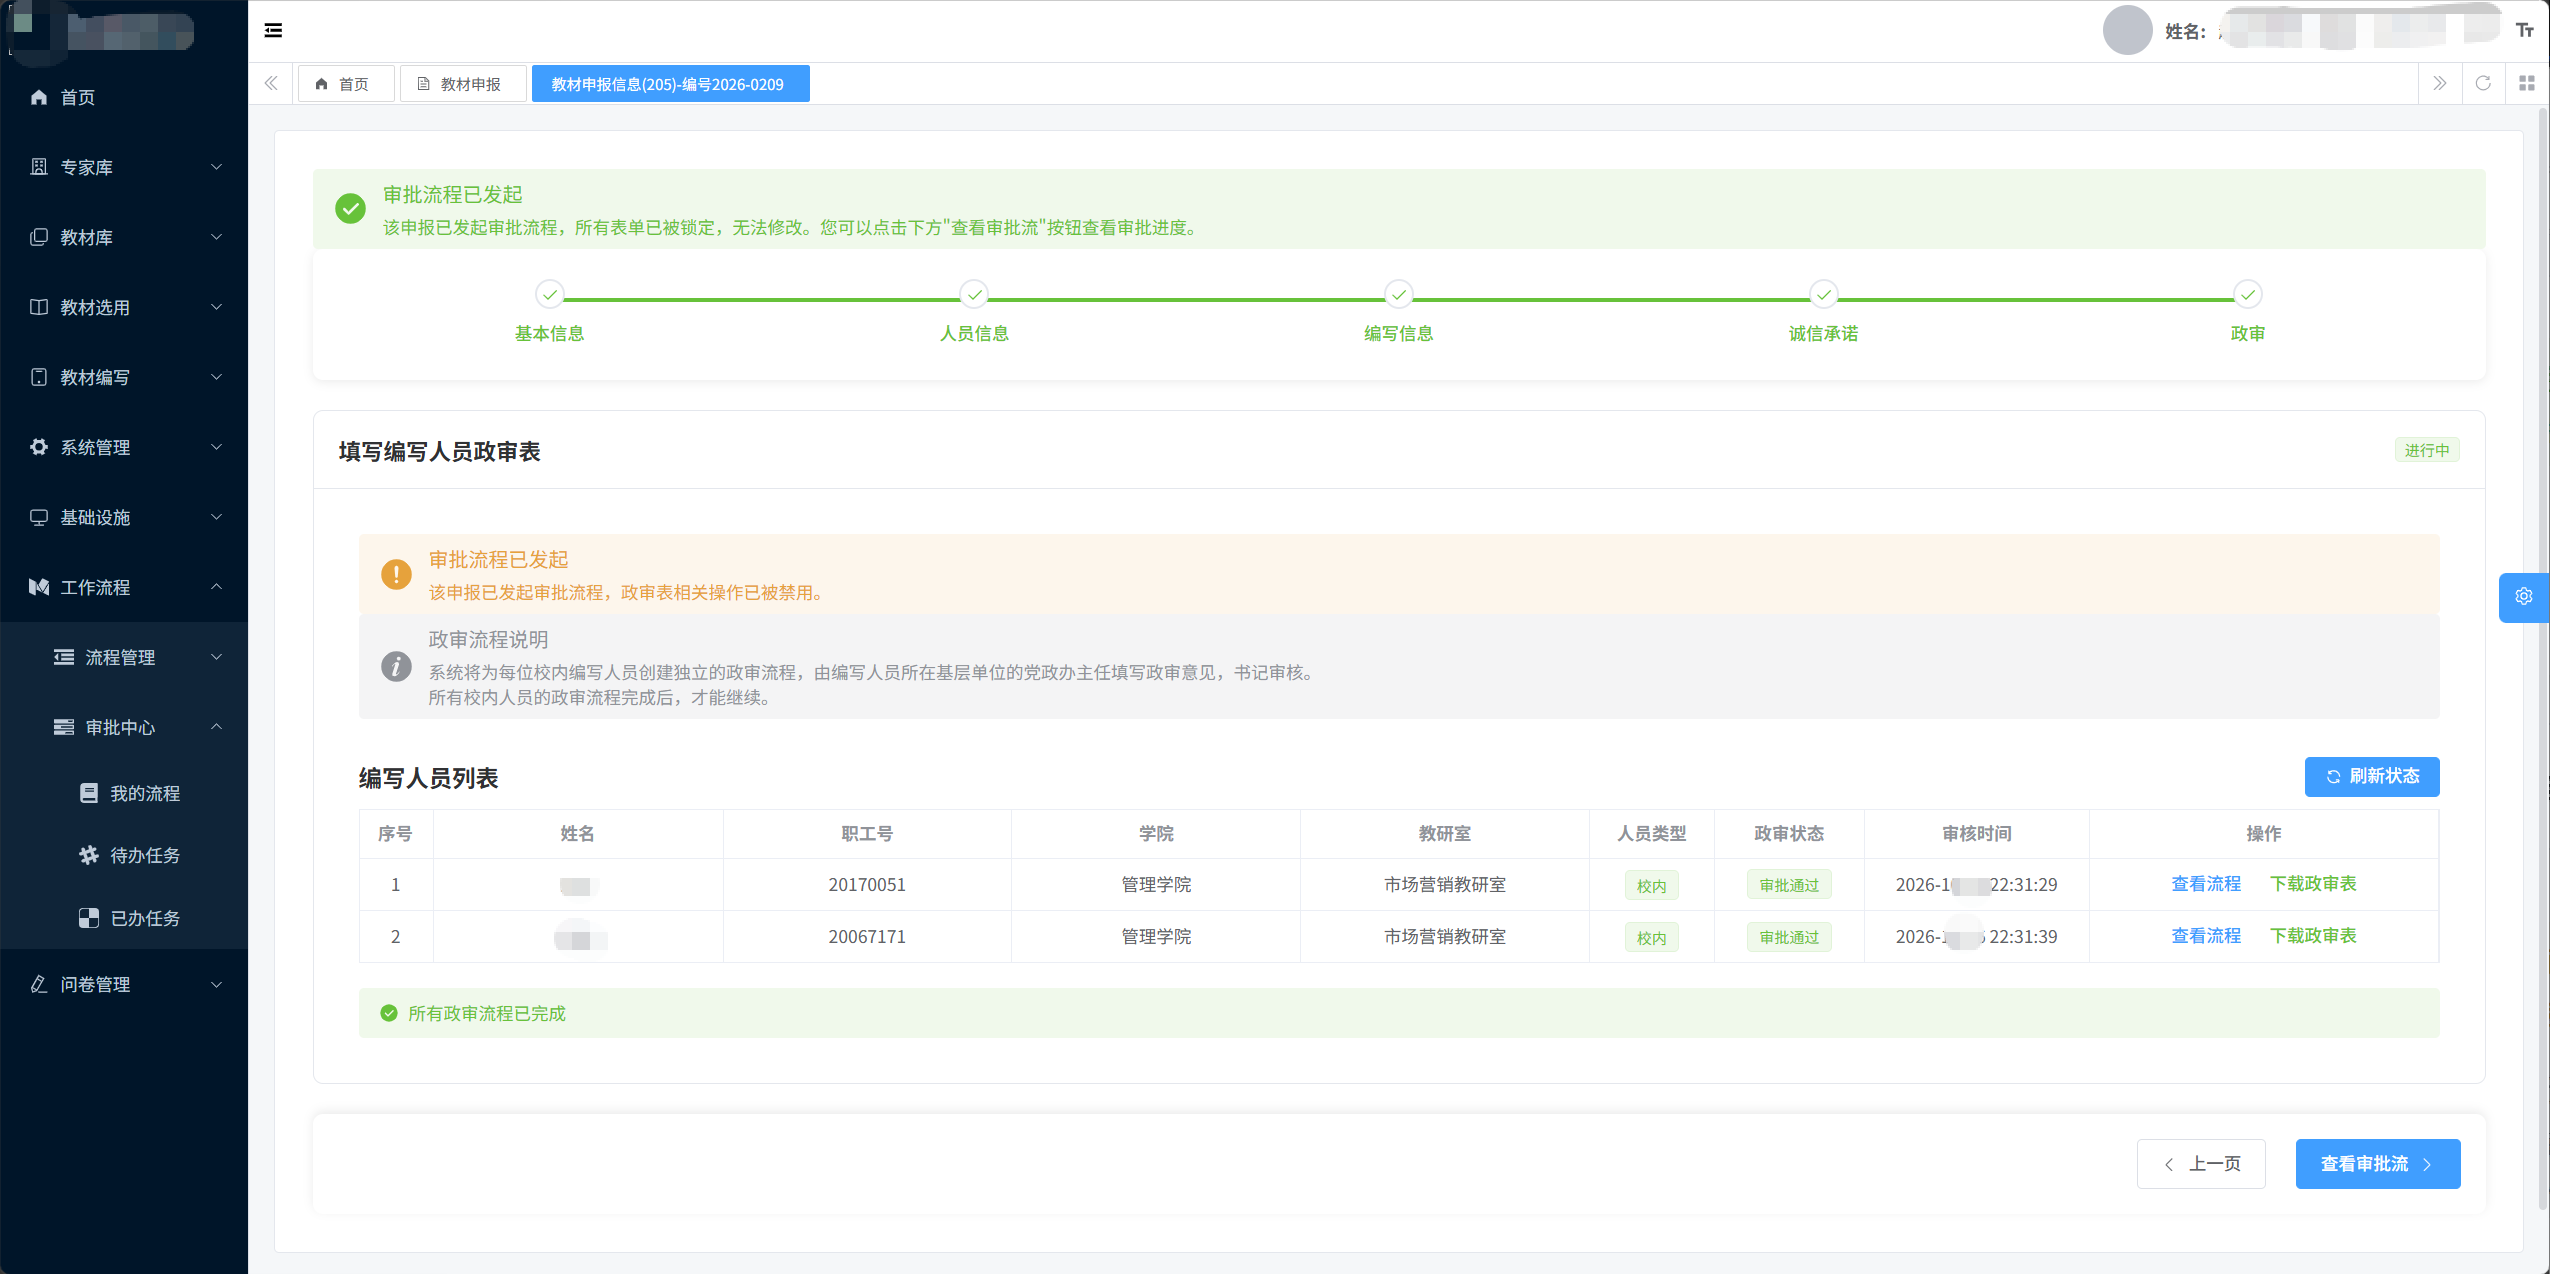 姓名:
首页
教材申报
教材申报信息(205)-编号2026-0209
首页
专家库
教材库
教材选用
教材编写
系统管理
基础设施
工作流程
流程管理
审批中心
我的流程
待办任务
已办任务
问卷管理
审批流程已发起
该申报已发起审批流程，所有表单已被锁定，无法修改。您可以点击下方"查看审批流"按钮查看审批进度。
基本信息 人员信息 编写信息 诚信承诺 政审
填写编写人员政审表 进行中
审批流程已发起
该申报已发起审批流程，政审表相关操作已被禁用。
政审流程说明
系统将为每位校内编写人员创建独立的政审流程，由编写人员所在基层单位的党政办主任填写政审意见，书记审核。
所有校内人员的政审流程完成后，才能继续。
编写人员列表 刷新状态
序号 姓名 职工号 学院 教研室 人员类型 政审状态 审核时间 操作
1 20170051 管理学院 市场营销教研室 校内 审批通过 2026-1 22:31:29 查看流程 下载政审表
2 20067171 管理学院 市场营销教研室 校内 审批通过 2026- 22:31:39 查看流程 下载政审表
所有政审流程已完成
上一页 查看审批流